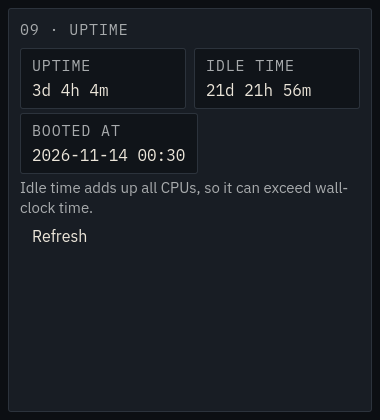 09 · UPTIME
UPTIME
3d 4h 4m
IDLE TIME
21d 21h 56m
BOOTED AT
2026-11-14 00:30
Idle time adds up all CPUs, so it can exceed wall-
clock time.
Refresh